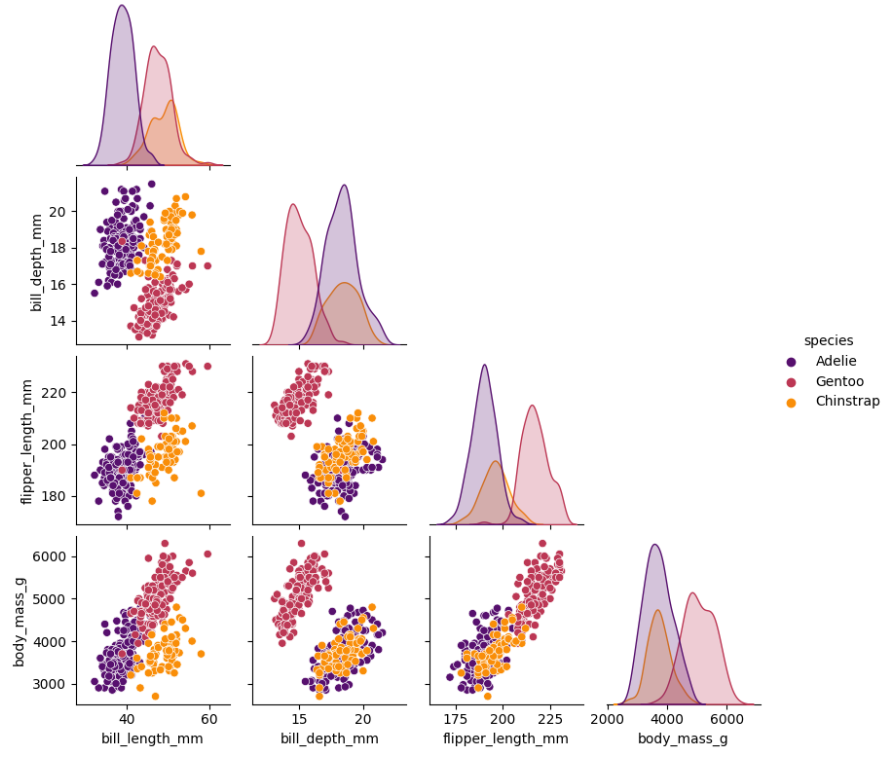 20
18
16
14
bill_depth_mm
220
200
180
flipper_length_mm
6000
5000
4000
3000
body_mass_g
40 60
bill_length_mm
15 20
bill_depth_mm
175 200 225
flipper_length_mm
2000 4000 6000
body_mass_g
species
Adelie
Gentoo
Chinstrap